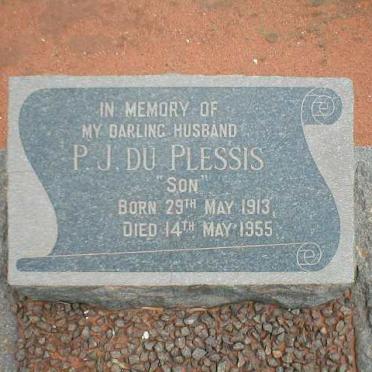 IN MEMORY OF
MY DARLING HUSBAND
P. J. DU PLESSIS
"SON"
BORN 29TH MAY 1913
DIED 14TH MAY 1955